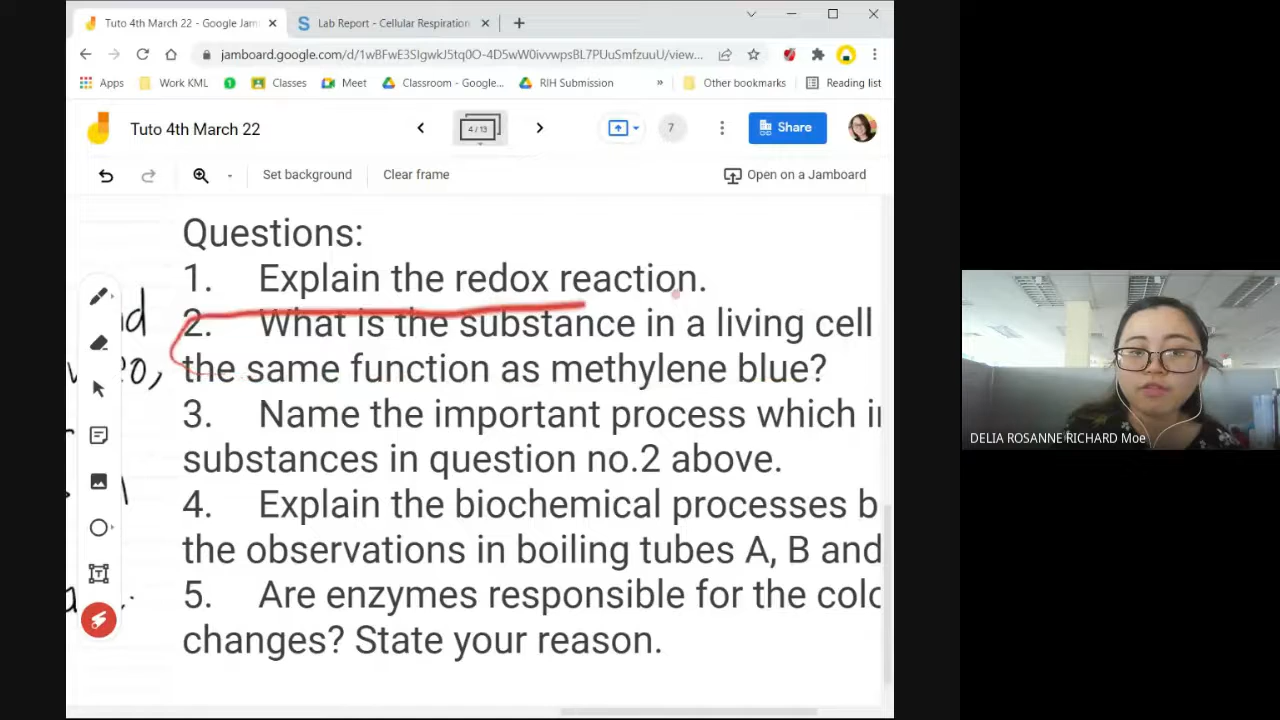 Tuto 4th March 22 - Google Jam
Lab Report - Cellular Respiration
jamboard.google.com/d/1wBFwE3SIgwkJ5tq0O-4D5wW0ivvwpsBL7PUuSmfzuuU/view...
Apps
Work KML
1
Classes
Meet
Classroom - Google...
RIH Submission
»
Other bookmarks
Reading list
Tuto 4th March 22
4 / 13
7
Share
Set background
Clear frame
Open on a Jamboard
Questions:
1. Explain the redox reaction.
2. What is the substance in a living cell
the same function as methylene blue?
3. Name the important process which i
substances in question no.2 above.
4. Explain the biochemical processes b
the observations in boiling tubes A, B and
5. Are enzymes responsible for the colo
changes? State your reason.
DELIA ROSANNE RICHARD Moe